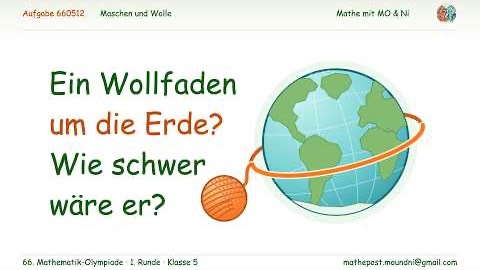 Aufgabe 660512 Maschen und Wolle Mathe mit MO & Ni
Ein Wollfaden
um die Erde?
Wie schwer
wäre er?
66. Mathematik-Olympiade · 1. Runde · Klasse 5 mathepost.moundni@gmail.com